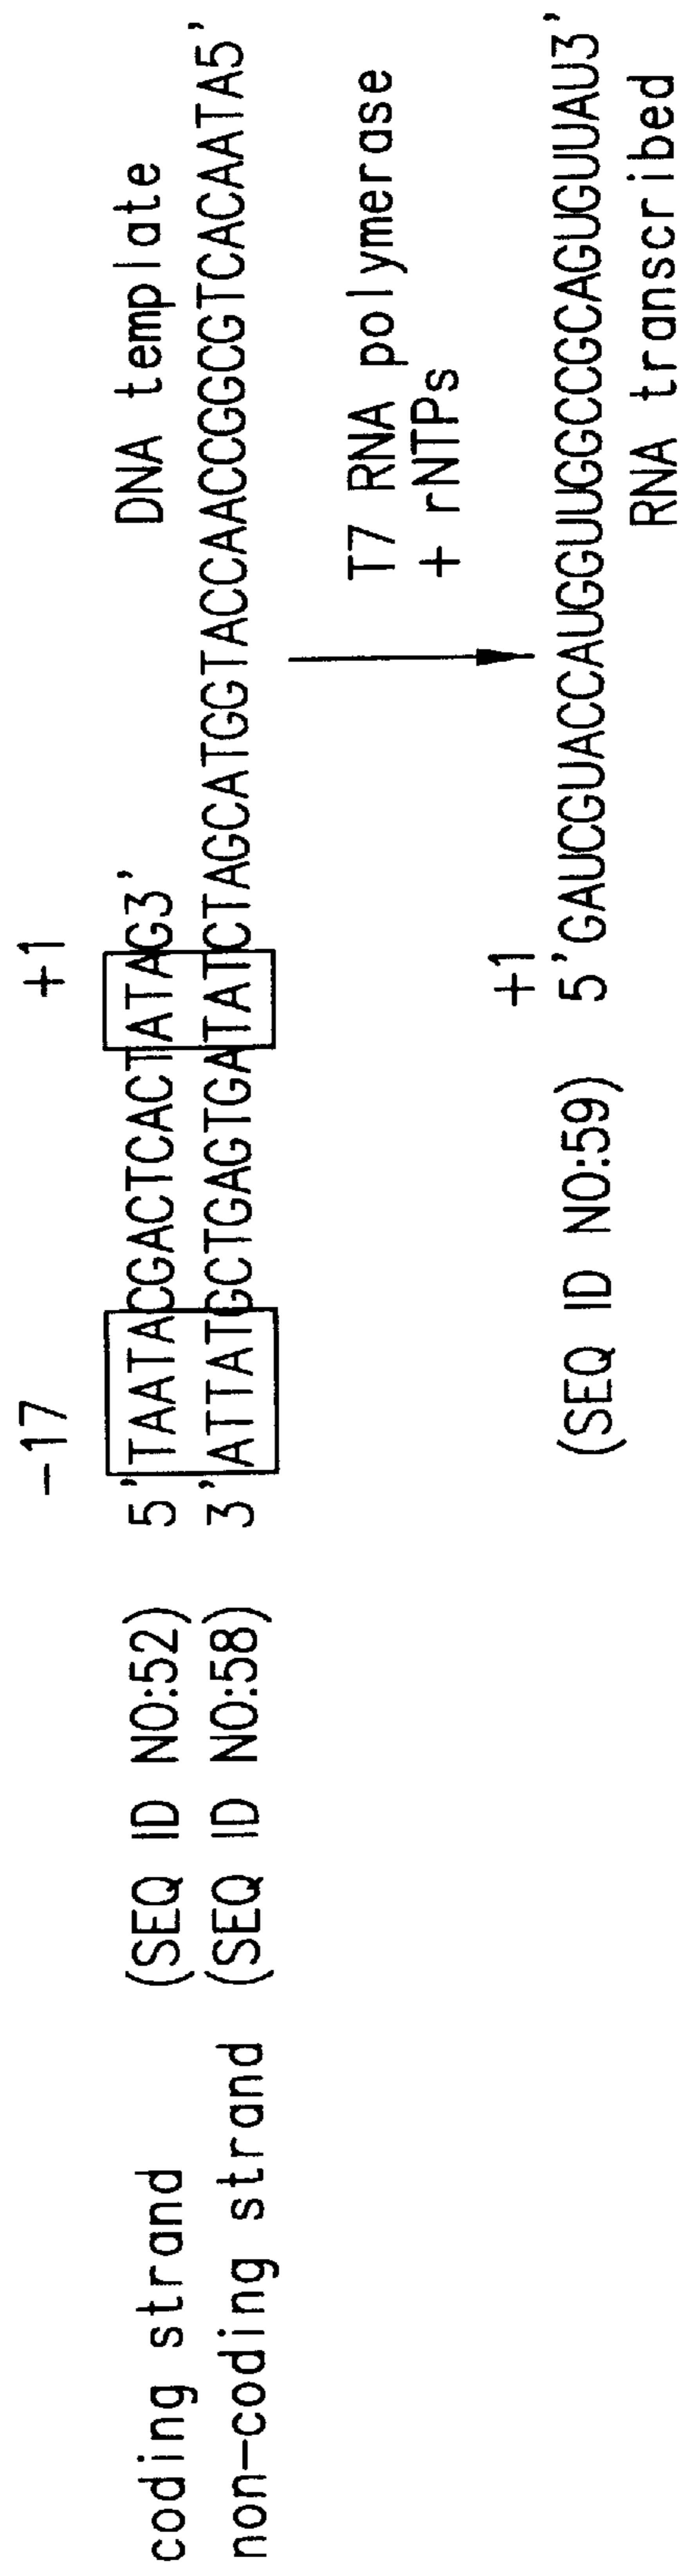 -17 +1
DNA template
coding strand (SEQ ID NO:52) 5'TAATACGACTCACTATAG3'
non-coding strand (SEQ ID NO:58) 3'ATTATGCTGAGTGATATCTAGCATGGTACCAACCGGCGTCACAATA5'
T7 RNA polymerase
+ rNTPs
+1
(SEQ ID NO:59) 5'GAUCGUACCAUGGUUGGCCGCAGUGUUAU3'
RNA transcribed